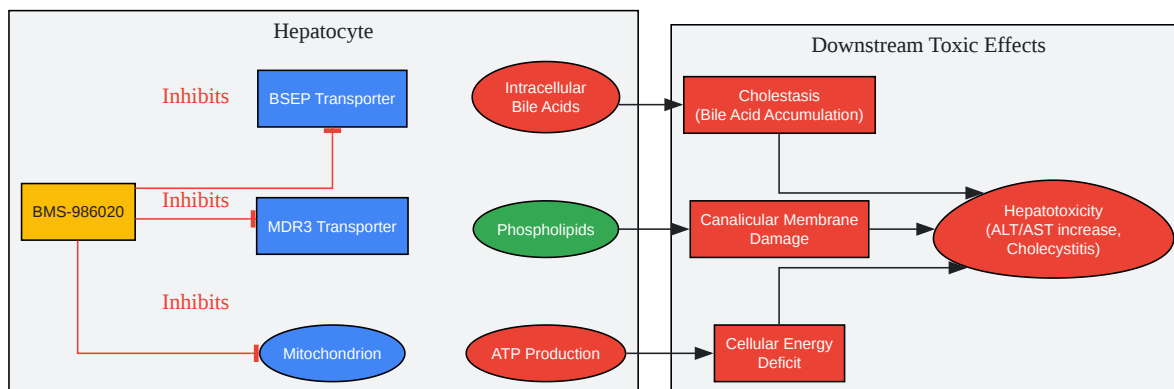 Hepatocyte
Downstream Toxic Effects
Inhibits
BSEP Transporter
Intracellular
Bile Acids
Cholestasis
(Bile Acid Accumulation)
BMS-986020
Inhibits
MDR3 Transporter
Phospholipids
Canalicular Membrane
Damage
Hepatotoxicity
(ALT/AST increase,
Cholecystitis)
Inhibits
Mitochondrion
ATP Production
Cellular Energy
Deficit